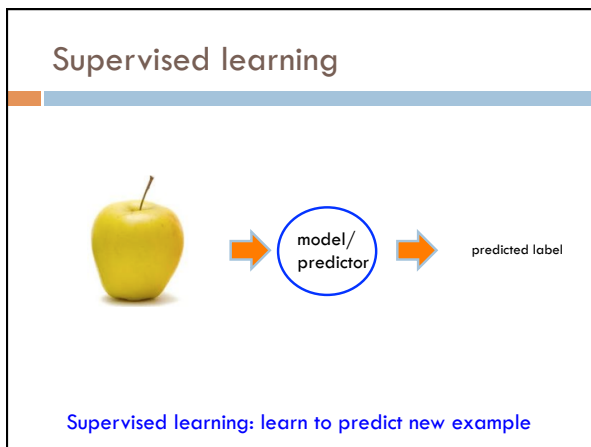 Supervised learning
model/
predictor
predicted label
Supervised learning: learn to predict new example